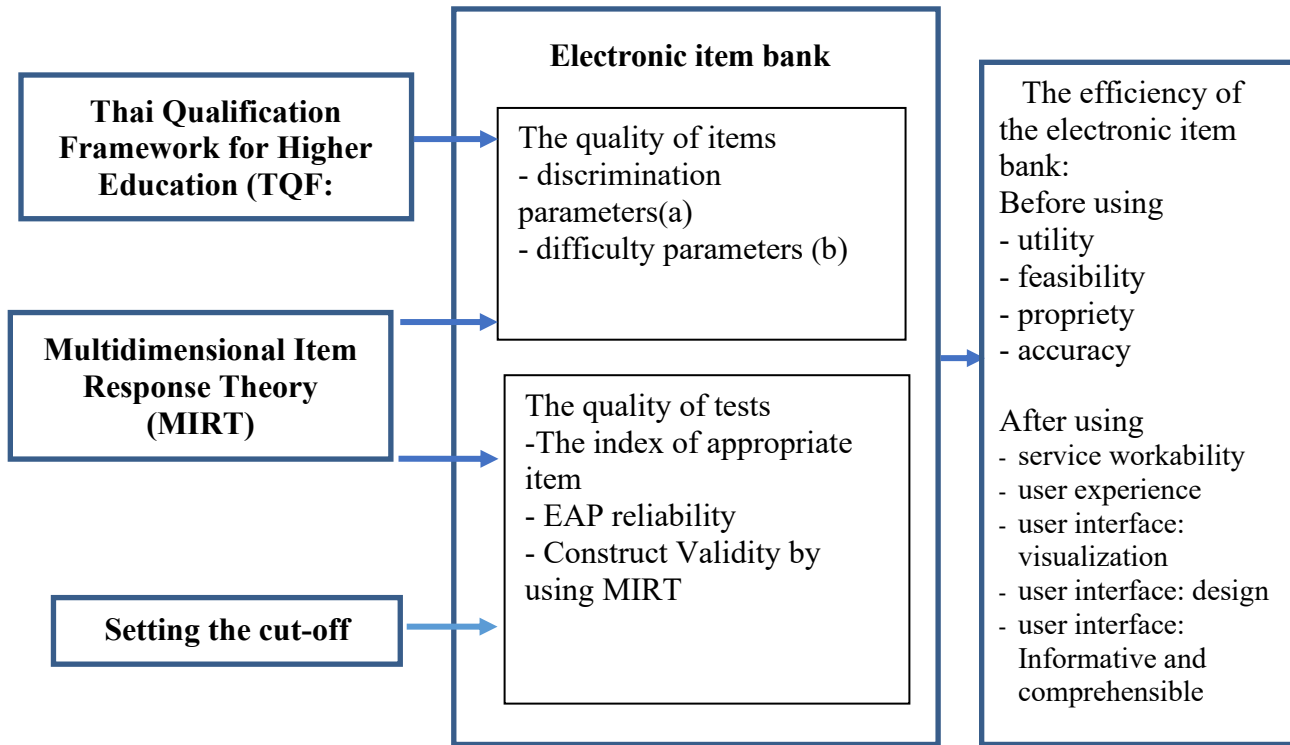 Thai Qualification
Framework for Higher
Education (TQF:
Multidimensional Item
Response Theory
(MIRT)
Setting the cut-off
Electronic item bank
The quality of items
- discrimination
parameters(a)
- difficulty parameters (b)
The quality of tests
-The index of appropriate
item
- EAP reliability
- Construct Validity by
using MIRT
The efficiency of
the electronic item
bank:
Before using
- utility
- feasibility
- propriety
- accuracy
After using
- service workability
- user experience
- user interface:
visualization
- user interface: design
- user interface:
Informative and
comprehensible